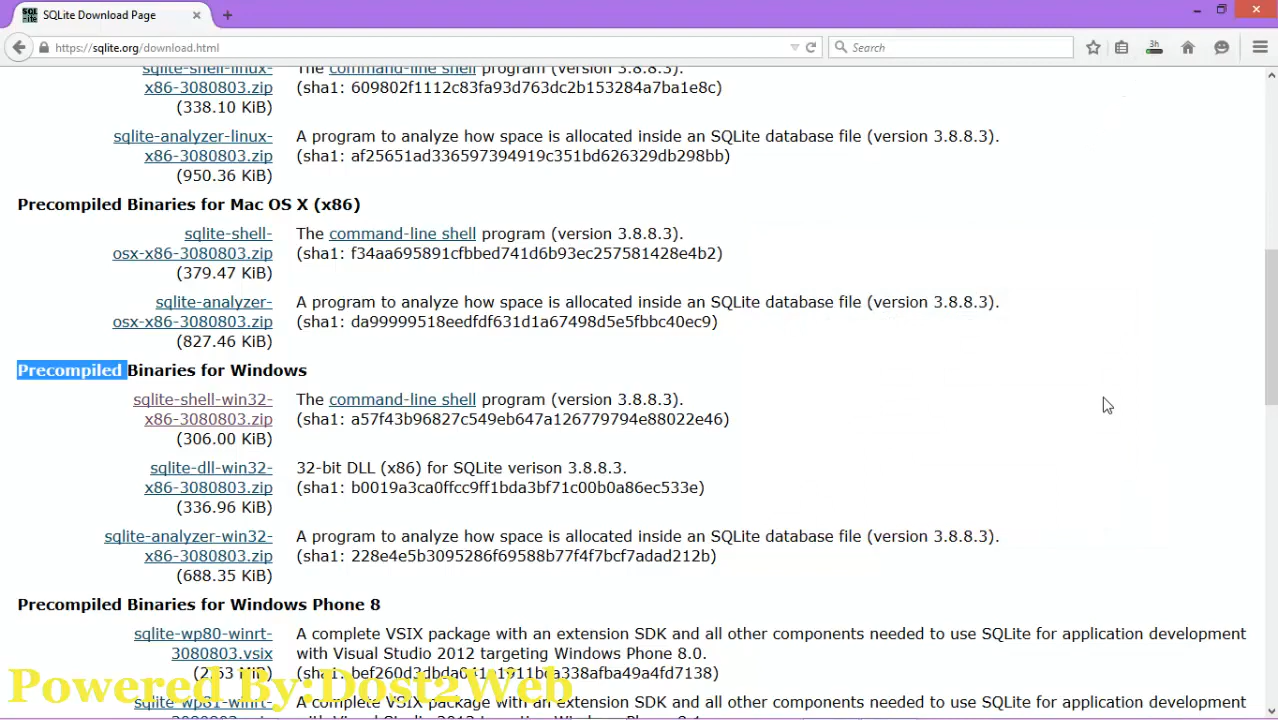 SQLite Download Page
https://sqlite.org/download.html
Search
3h
sqlite-shell-linux- The command-line shell program (version 3.8.8.3).
x86-3080803.zip (sha1: 609802f1112c83fa93d763dc2b153284a7ba1e8c)
(338.10 KiB)
sqlite-analyzer-linux- A program to analyze how space is allocated inside an SQLite database file (version 3.8.8.3).
x86-3080803.zip (sha1: af25651ad336597394919c351bd626329db298bb)
(950.36 KiB)
Precompiled Binaries for Mac OS X (x86)
sqlite-shell- The command-line shell program (version 3.8.8.3).
osx-x86-3080803.zip (sha1: f34aa695891cfbbed741d6b93ec257581428e4b2)
(379.47 KiB)
sqlite-analyzer- A program to analyze how space is allocated inside an SQLite database file (version 3.8.8.3).
osx-x86-3080803.zip (sha1: da99999518eedfdf631d1a67498d5e5fbbc40ec9)
(827.46 KiB)
Precompiled Binaries for Windows
sqlite-shell-win32- The command-line shell program (version 3.8.8.3).
x86-3080803.zip (sha1: a57f43b96827c549eb647a126779794e88022e46)
(306.00 KiB)
sqlite-dll-win32- 32-bit DLL (x86) for SQLite verison 3.8.8.3.
x86-3080803.zip (sha1: b0019a3ca0ffcc9ff1bda3bf71c00b0a86ec533e)
(336.96 KiB)
sqlite-analyzer-win32- A program to analyze how space is allocated inside an SQLite database file (version 3.8.8.3).
x86-3080803.zip (sha1: 228e4e5b3095286f69588b77f4f7bcf7adad212b)
(688.35 KiB)
Precompiled Binaries for Windows Phone 8
sqlite-wp80-winrt- A complete VSIX package with an extension SDK and all other components needed to use SQLite for application development
3080803.vsix with Visual Studio 2012 targeting Windows Phone 8.0.
Powered By:Dost2Web
sqlite-wp81-winrt- A complete VSIX package with an extension SDK and all other components needed to use SQLite for application development
with Visual Studio 2013 targeting Windows Phone 8.1.